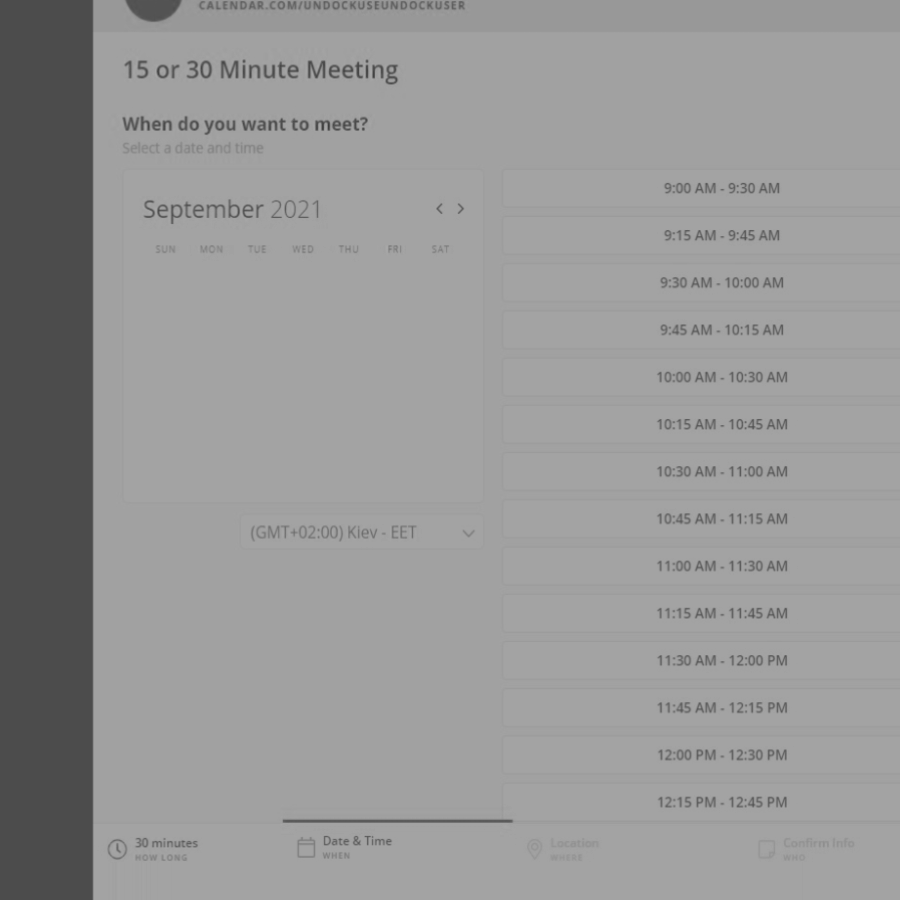 CALENDAR.COM/UNDOCKUSEUNDOCKUSER
15 or 30 Minute Meeting
When do you want to meet?
Select a date and time
September 2021
SUN MON TUE WED THU FRI SAT
(GMT+02:00) Kiev - EET
9:00 AM - 9:30 AM
9:15 AM - 9:45 AM
9:30 AM - 10:00 AM
9:45 AM - 10:15 AM
10:00 AM - 10:30 AM
10:15 AM - 10:45 AM
10:30 AM - 11:00 AM
10:45 AM - 11:15 AM
11:00 AM - 11:30 AM
11:15 AM - 11:45 AM
11:30 AM - 12:00 PM
11:45 AM - 12:15 PM
12:00 PM - 12:30 PM
12:15 PM - 12:45 PM
30 minutes
HOW LONG
Date & Time
WHEN
Location
WHERE
Confirm Info
WHO